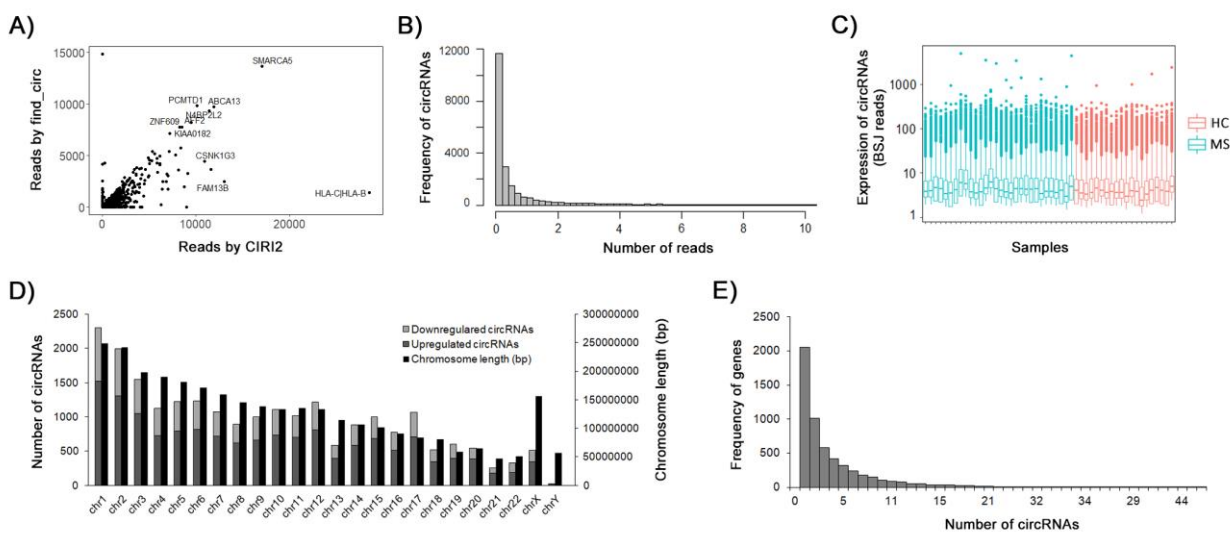 A)
Reads by find_circ
15000
10000
5000
0
SMARCA5
PCMTD1 ABCA13
N4BP2L2
ZNF609 AFF2
KIAA0182
CSNK1G3
FAM13B
HLA-C|HLA-B
0 10000 20000
Reads by CIRI2
B)
Frequency of circRNAs
12000
8000
4000
0
0 2 4 6 8 10
Number of reads
C)
Expression of circRNAs
(BSJ reads)
1000
100
10
5
1
Samples
HC
MS
D)
Number of circRNAs
2500
2000
1500
1000
500
0
Downregulared circRNAs
Upregulated circRNAs
Chromosome length (bp)
300000000
250000000
200000000
150000000
100000000
50000000
0
Chromosome length (bp)
chr1 chr2 chr3 chr4 chr5 chr6 chr7 chr8 chr9 chr10 chr11 chr12 chr13 chr14 chr15 chr16 chr17 chr18 chr19 chr20 chr21 chr22 chrX chrY
E)
Frequency of genes
2500
2000
1500
1000
500
0
0 5 11 15 21 32 34 29 44
Number of circRNAs